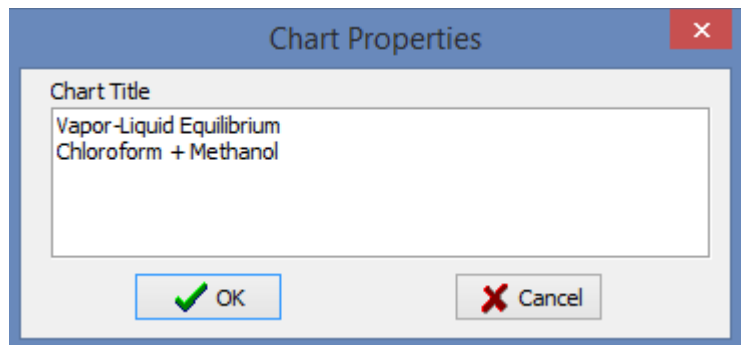 Chart Properties
Chart Title
Vapor-Liquid Equilibrium
Chloroform + Methanol
OK
Cancel